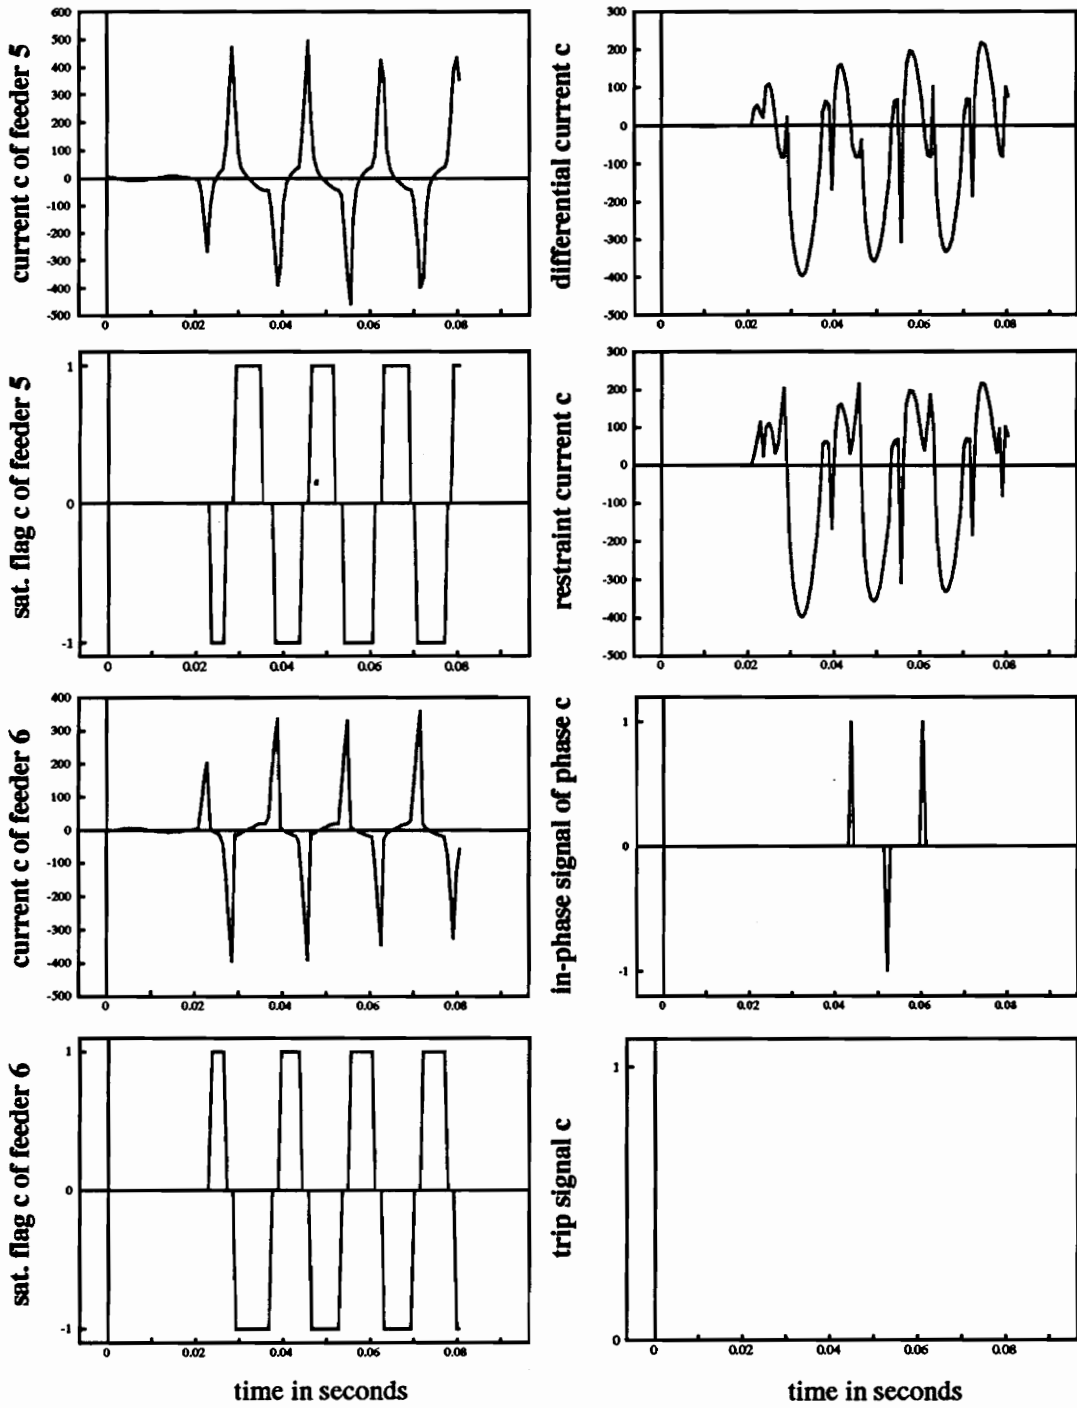 current c of feeder 5
600
500
400
300
200
100
0
-100
-200
-300
-400
-500
0 0.02 0.04 0.06 0.08
differential current c
300
200
100
0
-100
-200
-300
-400
-500
0 0.02 0.04 0.06 0.08
sat. flag c of feeder 5
1
0
-1
0 0.02 0.04 0.06 0.08
restraint current c
300
200
100
0
-100
-200
-300
-400
-500
0 0.02 0.04 0.06 0.08
current c of feeder 6
400
300
200
100
0
-100
-200
-300
-400
-500
0 0.02 0.04 0.06 0.08
in-phase signal of phase c
1
0
-1
0 0.02 0.04 0.06 0.08
sat. flag c of feeder 6
1
0
-1
0 0.02 0.04 0.06 0.08
time in seconds
trip signal c
1
0
0 0.02 0.04 0.06 0.08
time in seconds